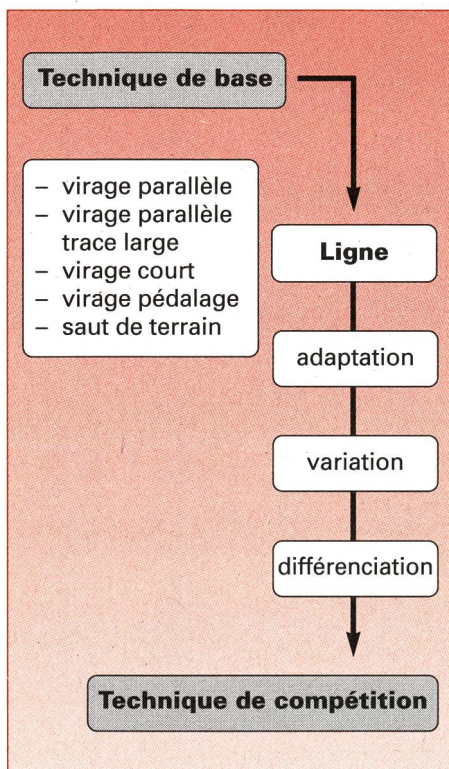 Technique de base
– virage parallèle
– virage parallèle
trace large
– virage court
– virage pédalage
– saut de terrain
Ligne
adaptation
variation
différenciation
Technique de compétition